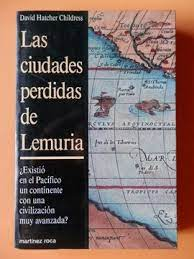 David Hatcher Childress
Las
ciudades
perdidas
de
Lemuria
¿Existió
en el Pacífico
un continente
con una
civilización
muy avanzada?
martínez roca